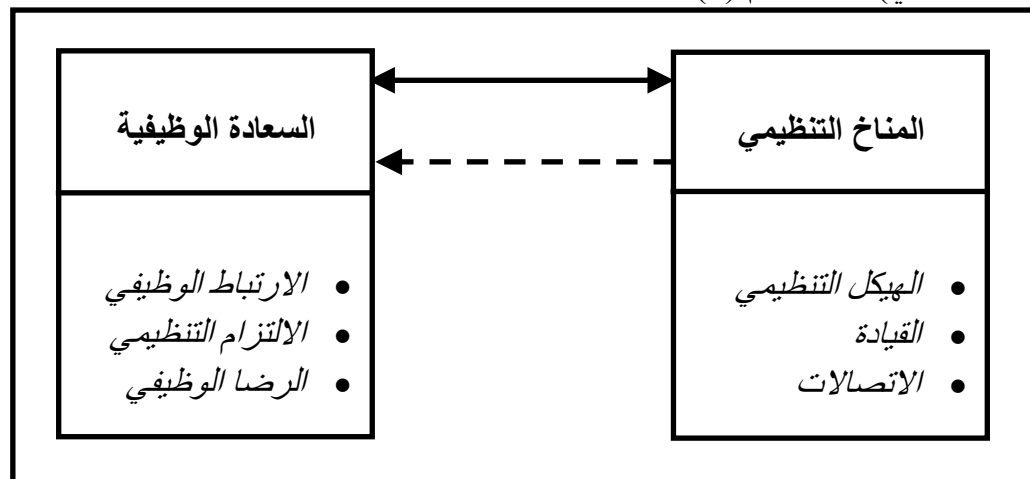 المناخ التنظيمي
• الهيكل التنظيمي
• القيادة
• الاتصالات
السعادة الوظيفية
• الارتباط الوظيفي
• الالتزام التنظيمي
• الرضا الوظيفي